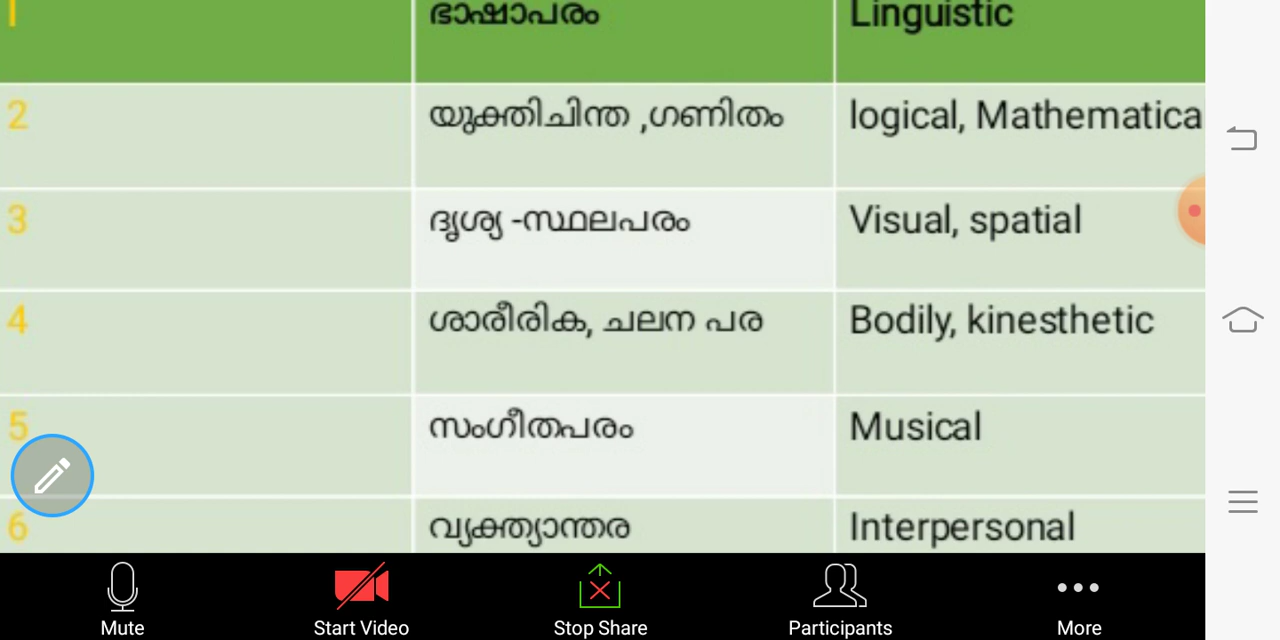 1 ഭാഷാപരം Linguistic
2 യുക്തിചിന്ത ,ഗണിതം logical, Mathematica
3 ദൃശ്യ -സ്ഥലപരം Visual, spatial
4 ശാരീരിക, ചലന പര Bodily, kinesthetic
5 സംഗീതപരം Musical
6 വ്യക്ത്യാന്തര Interpersonal
Mute Start Video Stop Share Participants More